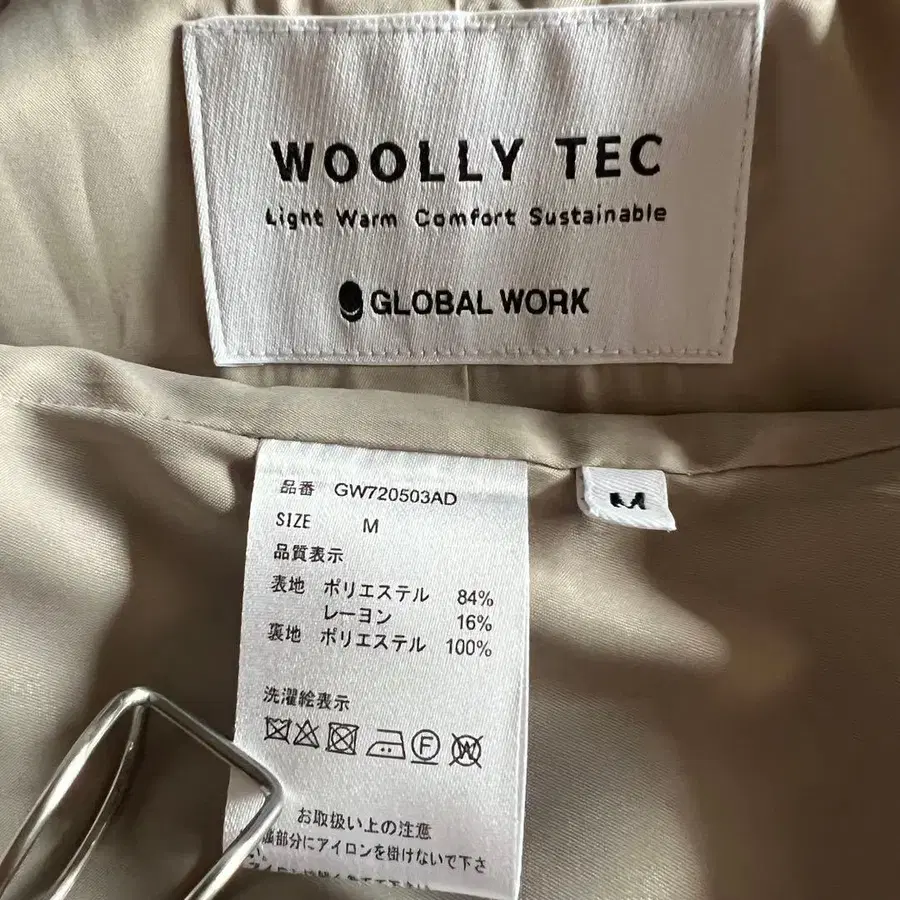 WOOLLY TEC
Light Warm Comfort Sustainable
GLOBAL WORK
品番 GW720503AD
SIZE M
M
品質表示
表地 ポリエステル 84%
レーヨン 16%
裏地 ポリエステル 100%
洗濯絵表示
F W
お取扱い上の注意
属部分にアイロンを掛けないで下さ